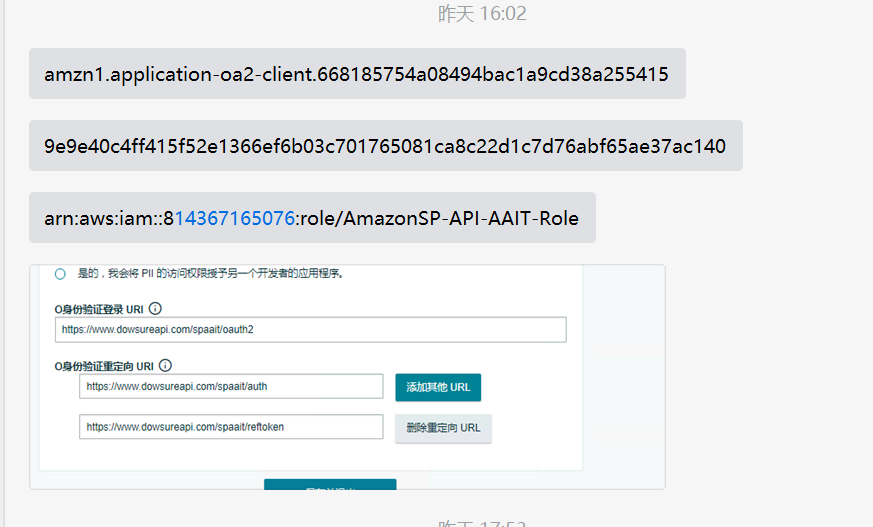 昨天 16:02
amzn1.application-oa2-client.668185754a08494bac1a9cd38a255415
9e9e40c4ff415f52e1366ef6b03c701765081ca8c22d1c7d76abf65ae37ac140
arn:aws:iam::814367165076:role/AmazonSP-API-AAIT-Role
是的，我会将 PII 的访问权限授予另一个开发者的应用程序。
O身份验证登录 URI
https://www.dowsureapi.com/spaait/oauth2
O身份验证重定向 URI
https://www.dowsureapi.com/spaait/auth
添加其他 URL
https://www.dowsureapi.com/spaait/reftoken
删除重定向 URL
昨天 17:53